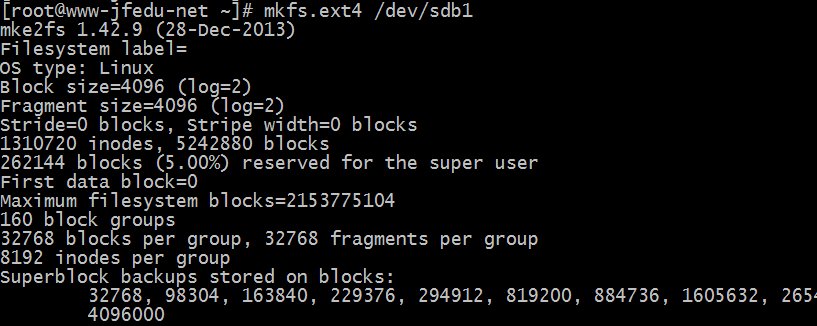 [root@www-jfedu-net ~]# mkfs.ext4 /dev/sdb1
mke2fs 1.42.9 (28-Dec-2013)
Filesystem label=
OS type: Linux
Block size=4096 (log=2)
Fragment size=4096 (log=2)
Stride=0 blocks, Stripe width=0 blocks
1310720 inodes, 5242880 blocks
262144 blocks (5.00%) reserved for the super user
First data block=0
Maximum filesystem blocks=2153775104
160 block groups
32768 blocks per group, 32768 fragments per group
8192 inodes per group
Superblock backups stored on blocks:
32768, 98304, 163840, 229376, 294912, 819200, 884736, 1605632,
4096000